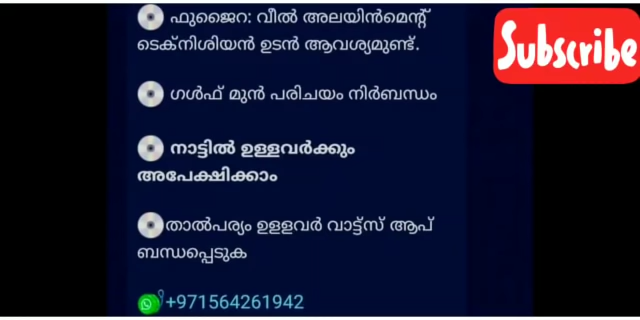 Subscribe
ഫുജൈറ: വീൽ അലയിൻമെന്റ്
ടെക്നിശിയൻ ഉടൻ ആവശ്യമുണ്ട്.
ഗൾഫ് മുൻ പരിചയം നിർബന്ധം
നാട്ടിൽ ഉള്ളവർക്കും
അപേക്ഷിക്കാം
താൽപര്യം ഉള്ളവർ വാട്ട്സ് ആപ്
ബന്ധപ്പെടുക
+971564261942